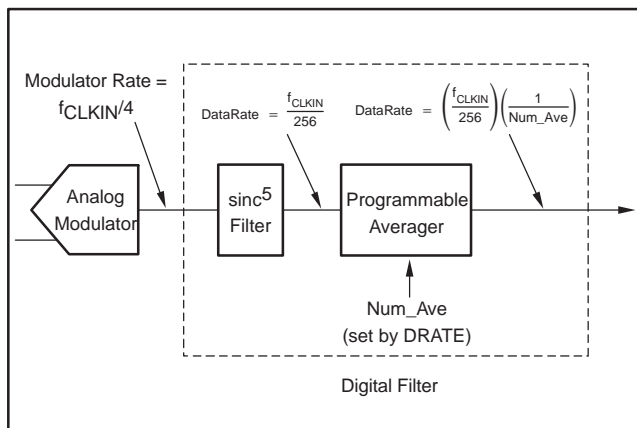 Modulator Rate =
fCLKIN/4
DataRate = fCLKIN/256
DataRate = (fCLKIN/256)(1/Num_Ave)
Analog
Modulator
sinc5
Filter
Programmable
Averager
Num_Ave
(set by DRATE)
Digital Filter